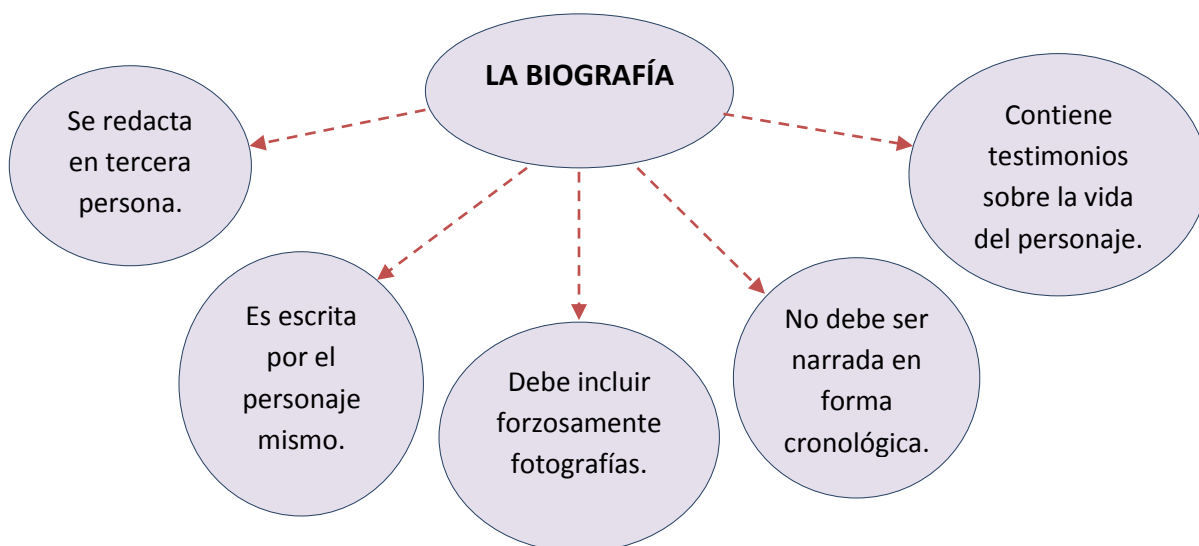 LA BIOGRAFÍA
Se redacta
en tercera
persona.
Es escrita
por el
personaje
mismo.
Debe incluir
forzosamente
fotografías.
No debe ser
narrada en
forma
cronológica.
Contiene
testimonios
sobre la vida
del personaje.